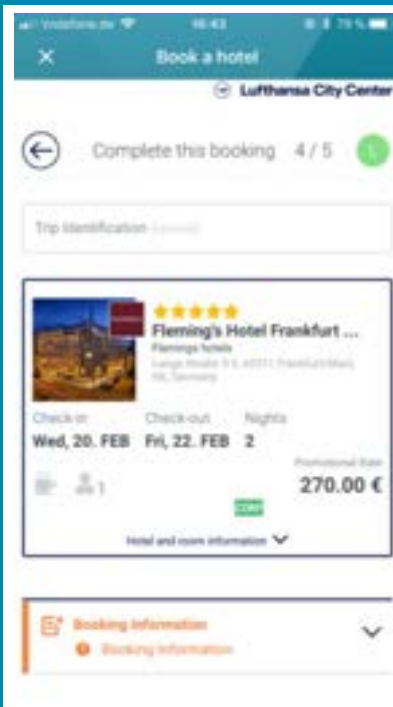 Vodafone.de 16:43 79 %
Book a hotel
Lufthansa City Center
Complete this booking 4 / 5
Trip Identification
Fleming's Hotel Frankfurt ...
Flemings hotels
Germany
Check-in Check-out Nights
Wed, 20. FEB Fri, 22. FEB 2
Promotional Rate
1 270.00 €
CORP
Hotel and room information
Booking Information
Booking Information